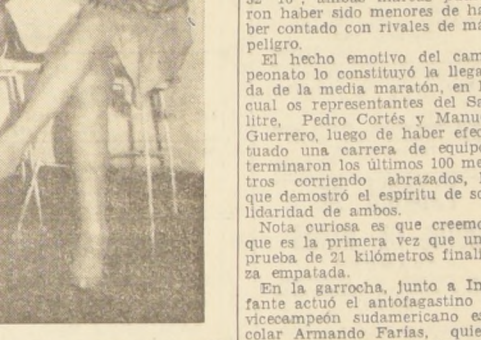 ron haber sido menores de ha
ber contado con rivales de má
peligro.
El hecho emotivo del cam
peonato lo constituyó la llega
da de la media maratón, en l
cual os representantes del Sa
litre, Pedro Cortés y Manu
Guerrero, luego de haber efec
tuado una carrera de equipo
terminaron los últimos 100 me
tros corriendo abrazados, l
que demostró el espíritu de so
lidaridad de ambos.
Nota curiosa es que creemo
que es la primera vez que un
prueba de 21 kilómetros finali
za empatada.
En la garrocha, junto a In
fante actuó el antofagastino
vicecampeón sudamericano es
colar Armando Farías, quie